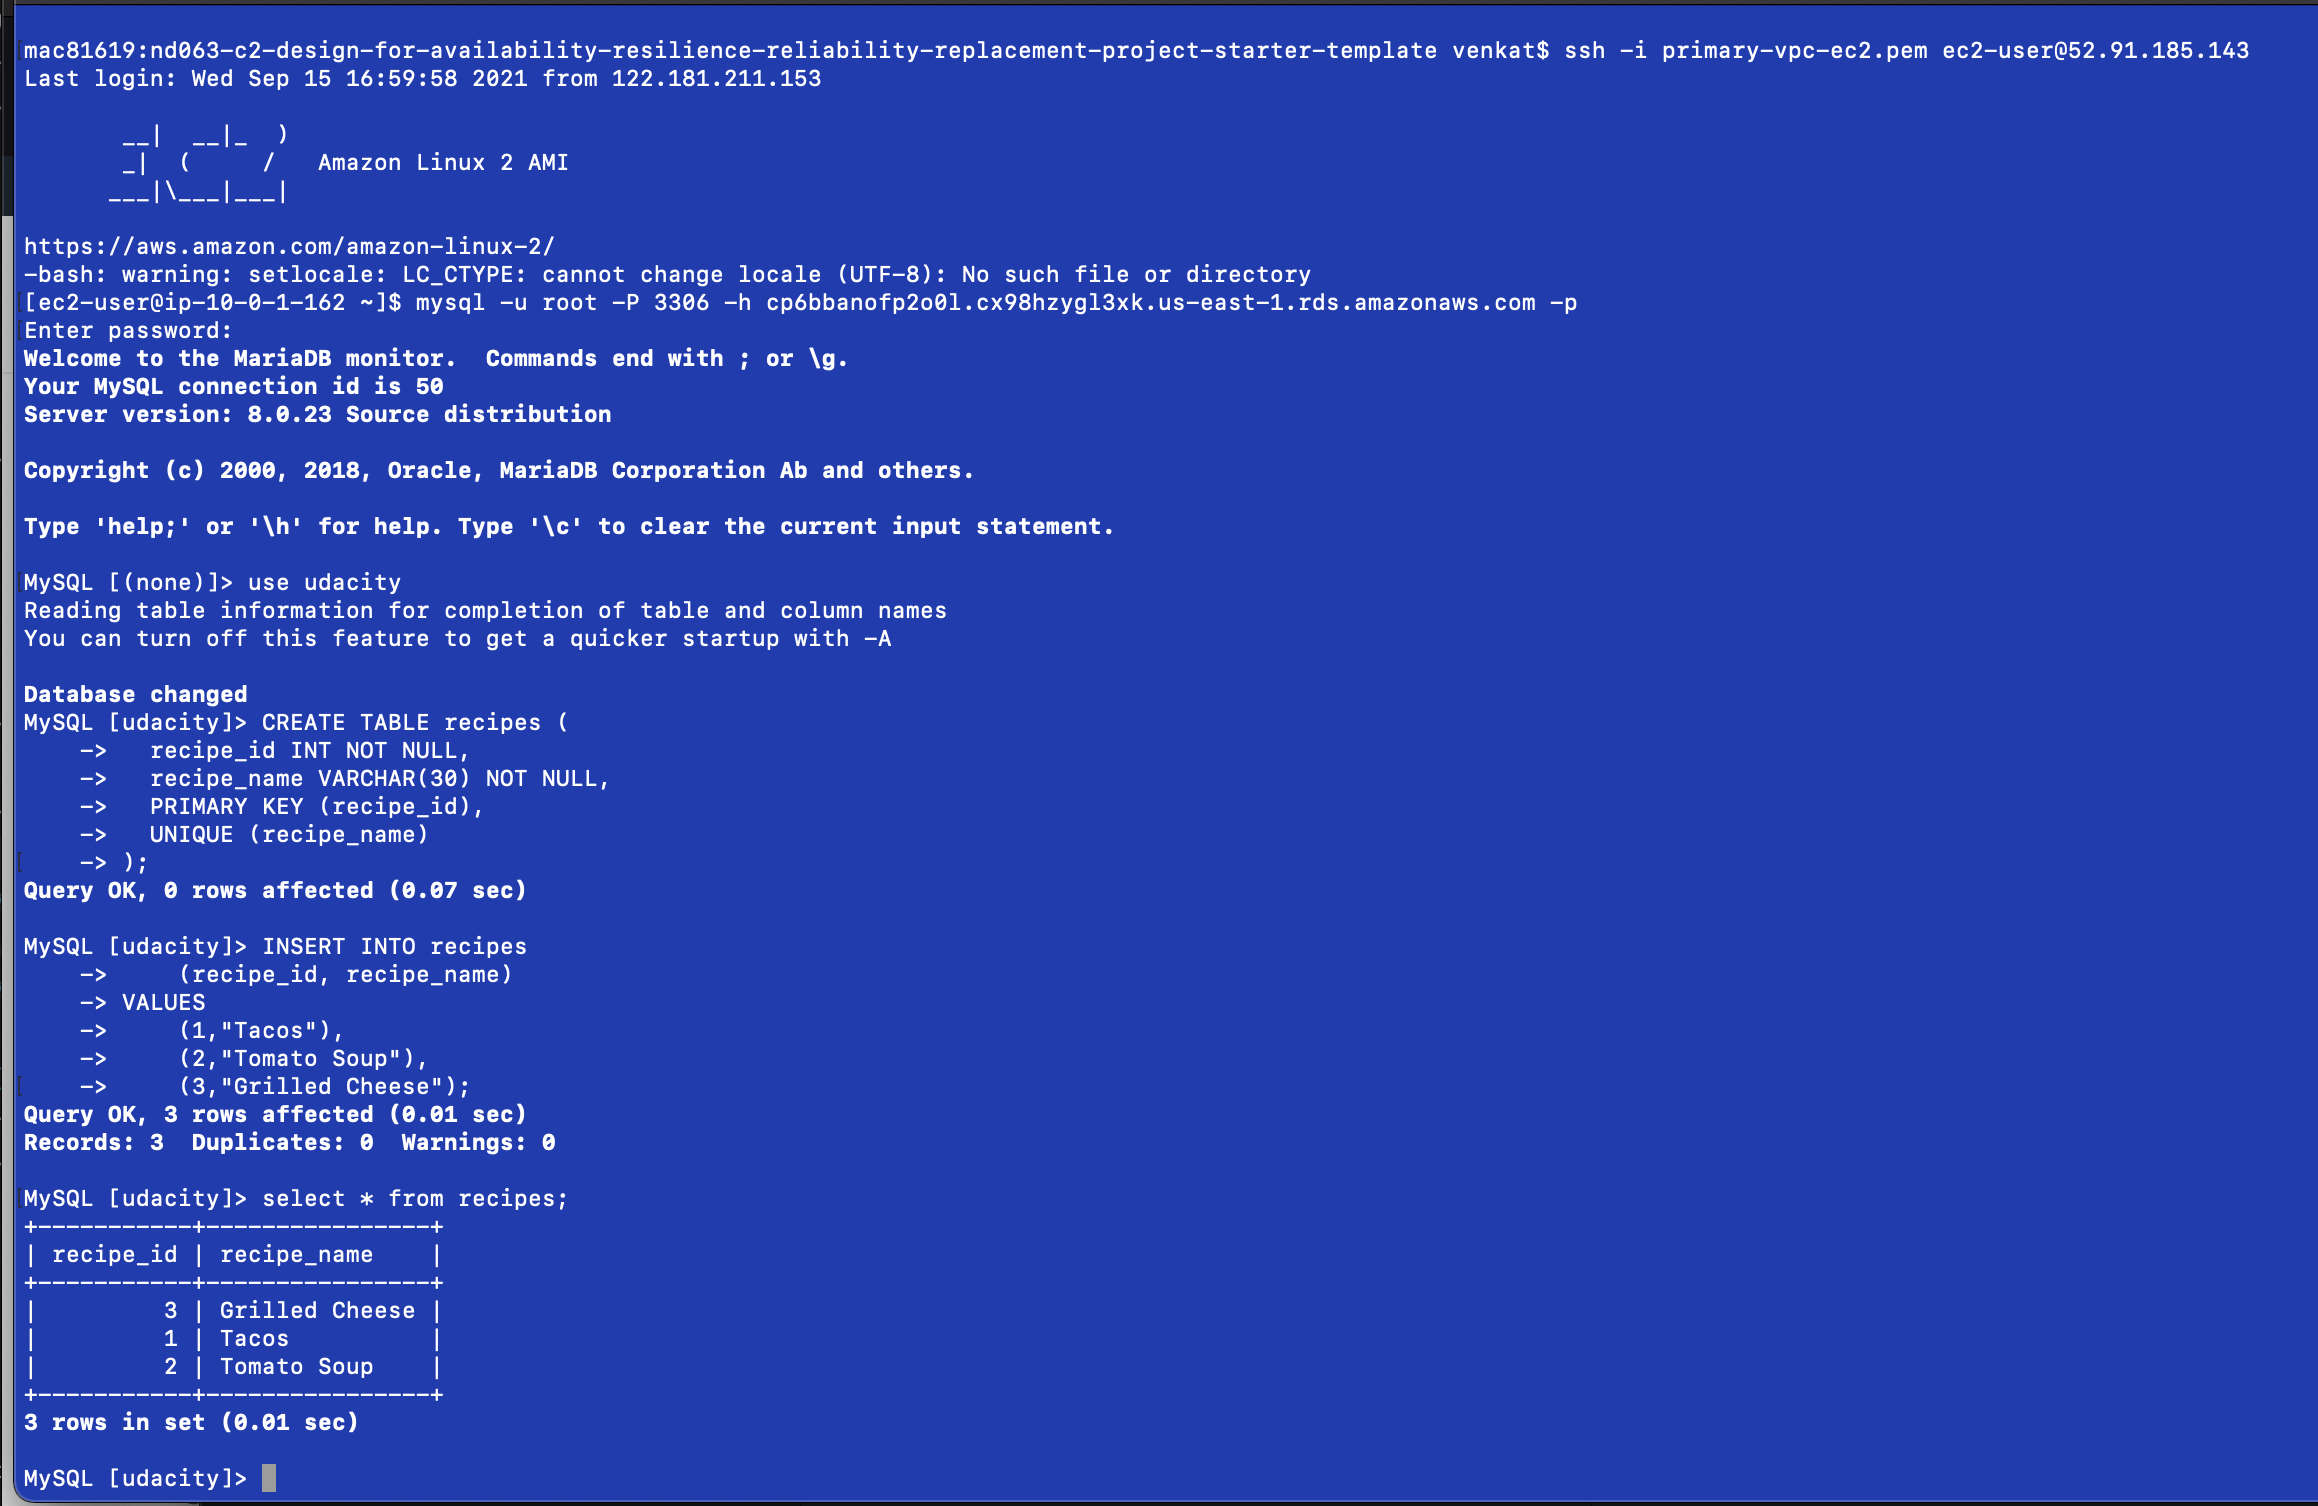 mac81619:nd063-c2-design-for-availability-resilience-reliability-replacement-project-starter-template venkat$ ssh -i primary-vpc-ec2.pem ec2-user@52.91.185.143
Last login: Wed Sep 15 16:59:58 2021 from 122.181.211.153

       __|  __|_  )
       _|  (     /   Amazon Linux 2 AMI
      ___|\___|___|

https://aws.amazon.com/amazon-linux-2/
-bash: warning: setlocale: LC_CTYPE: cannot change locale (UTF-8): No such file or directory
[ec2-user@ip-10-0-1-162 ~]$ mysql -u root -P 3306 -h cp6bbanofp2o0l.cx98hzygl3xk.us-east-1.rds.amazonaws.com -p
Enter password:
Welcome to the MariaDB monitor.  Commands end with ; or \g.
Your MySQL connection id is 50
Server version: 8.0.23 Source distribution

Copyright (c) 2000, 2018, Oracle, MariaDB Corporation Ab and others.

Type 'help;' or '\h' for help. Type '\c' to clear the current input statement.

MySQL [(none)]> use udacity
Reading table information for completion of table and column names
You can turn off this feature to get a quicker startup with -A

Database changed
MySQL [udacity]> CREATE TABLE recipes (
    ->   recipe_id INT NOT NULL,
    ->   recipe_name VARCHAR(30) NOT NULL,
    ->   PRIMARY KEY (recipe_id),
    ->   UNIQUE (recipe_name)
    -> );
Query OK, 0 rows affected (0.07 sec)

MySQL [udacity]> INSERT INTO recipes
    ->     (recipe_id, recipe_name)
    -> VALUES
    ->     (1,"Tacos"),
    ->     (2,"Tomato Soup"),
    ->     (3,"Grilled Cheese");
Query OK, 3 rows affected (0.01 sec)
Records: 3  Duplicates: 0  Warnings: 0

MySQL [udacity]> select * from recipes;
+-----------+----------------+
| recipe_id | recipe_name    |
+-----------+----------------+
|         3 | Grilled Cheese |
|         1 | Tacos          |
|         2 | Tomato Soup    |
+-----------+----------------+
3 rows in set (0.01 sec)

MySQL [udacity]>